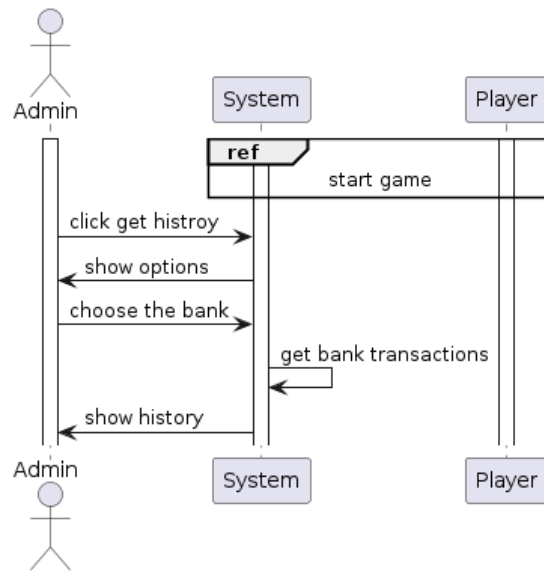 Admin
System
Player
ref
start game
click get histroy
show options
choose the bank
get bank transactions
show history
Admin
System
Player